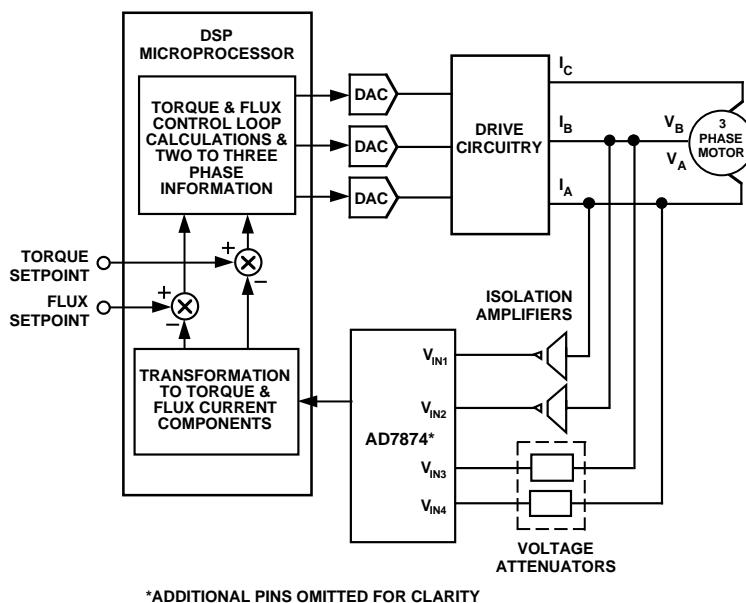 DSP
MICROPROCESSOR
TORQUE & FLUX
CONTROL LOOP
CALCULATIONS &
TWO TO THREE
PHASE
INFORMATION
DAC
DAC
DAC
DRIVE
CIRCUITRY
I_C
I_B
I_A
V_B
V_A
3
PHASE
MOTOR
TORQUE
SETPOINT
FLUX
SETPOINT
+
−
+
−
TRANSFORMATION
TO TORQUE &
FLUX CURRENT
COMPONENTS
ISOLATION
AMPLIFIERS
V_IN1
V_IN2
AD7874*
V_IN3
V_IN4
VOLTAGE
ATTENUATORS
*ADDITIONAL PINS OMITTED FOR CLARITY